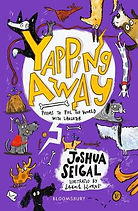 YAPPING
AWAY
POEMS TO FILL THE WORLD
WITH LAUGHTER
JOSHUA
SEIGAL
ILLUSTRATED BY
BLOOMSBURY